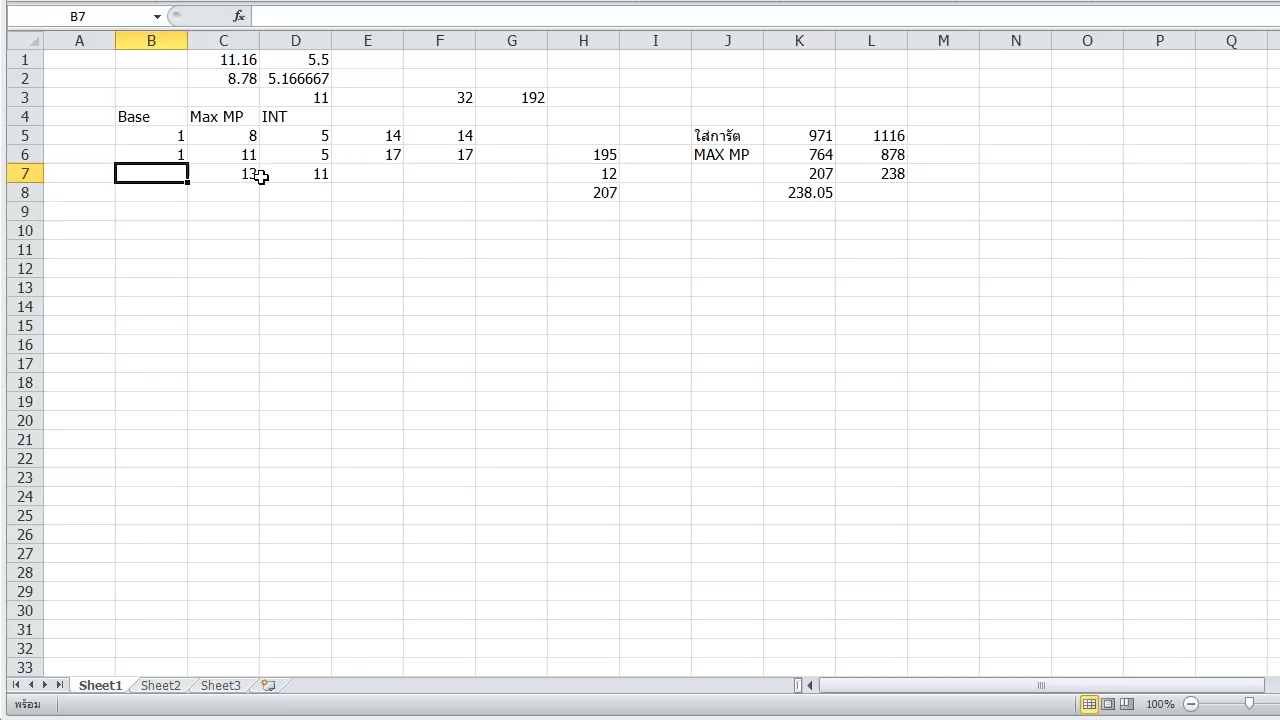 B7 fx
A B C D E F G H I J K L M N O P Q
1 11.16 5.5
2 8.78 5.166667
3 11 32 192
4 Base Max MP INT
5 1 8 5 14 14 ใส่การ์ด 971 1116
6 1 11 5 17 17 195 MAX MP 764 878
7 13 11 12 207 238
8 207 238.05
9
10
11
12
13
14
15
16
17
18
19
20
21
22
23
24
25
26
27
28
29
30
31
32
33
Sheet1 Sheet2 Sheet3
พร้อม 100%